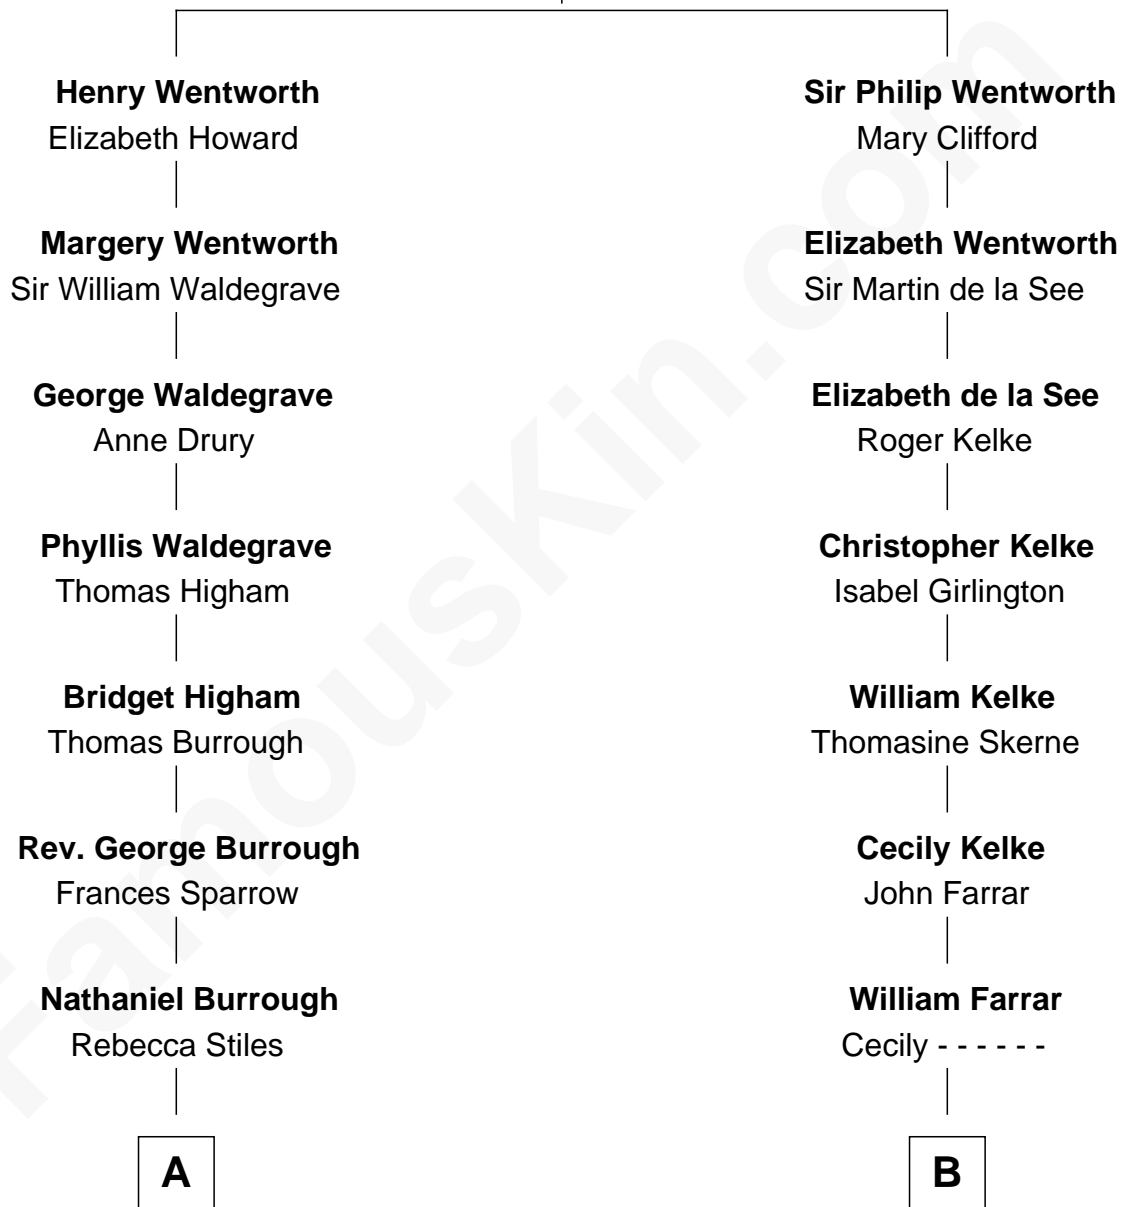 Henry Wentworth
Elizabeth Howard
Margery Wentworth
Sir William Waldegrave
George Waldegrave
Anne Drury
Phyllis Waldegrave
Thomas Higham
Bridget Higham
Thomas Burrough
Rev. George Burrough
Frances Sparrow
Nathaniel Burrough
Rebecca Stiles
A
Sir Philip Wentworth
Mary Clifford
Elizabeth Wentworth
Sir Martin de la See
Elizabeth de la See
Roger Kelke
Christopher Kelke
Isabel Girlington
William Kelke
Thomasine Skerne
Cecily Kelke
John Farrar
William Farrar
Cecily - - - - - -
B
FamousKin.com